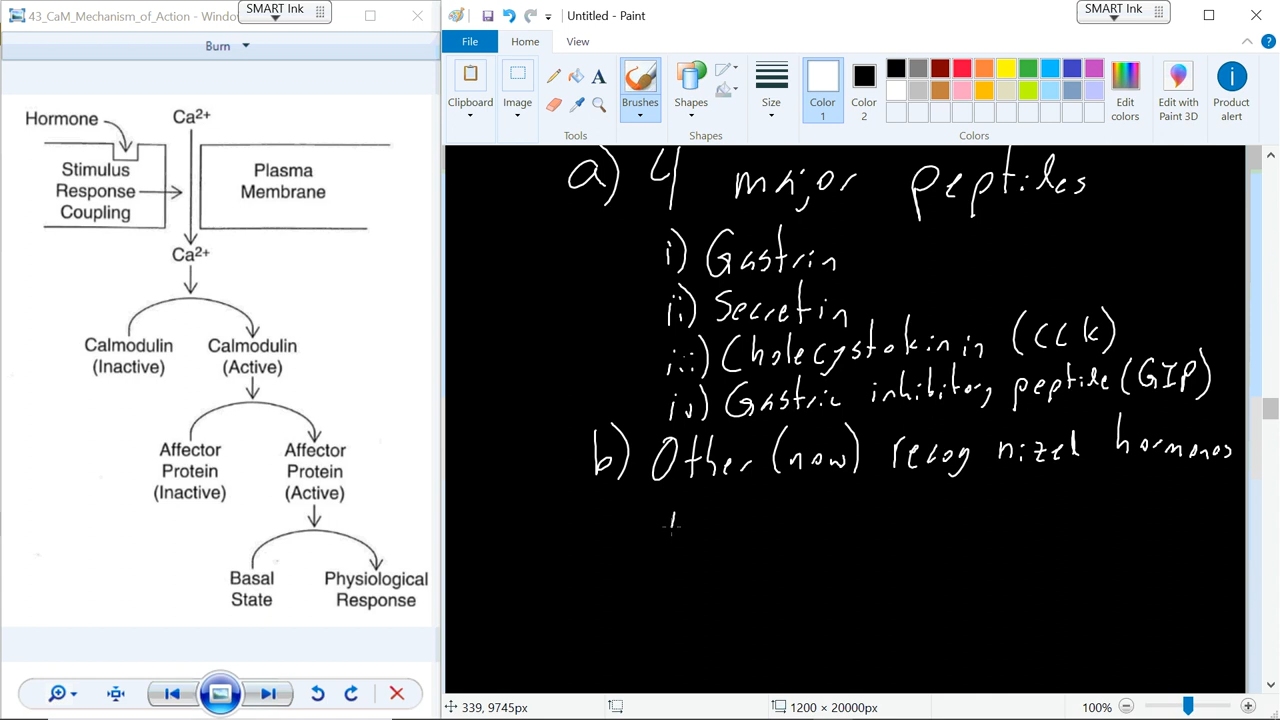 43_CaM_Mechanism_of_Action - Windo
SMART Ink
Burn
Hormone
Ca2+
Stimulus
Response
Coupling
Plasma
Membrane
Ca2+
Calmodulin
(Inactive)
Calmodulin
(Active)
Affector
Protein
(Inactive)
Affector
Protein
(Active)
Basal
State
Physiological
Response
Untitled - Paint
SMART Ink
File
Home
View
Clipboard
Image
Tools
Brushes
Shapes
Shapes
Size
Color
1
Color
2
Colors
Edit
colors
Edit with
Paint 3D
Product
alert
a) 4 major peptiles
i) Gastrin
ii) Secretin
iii) Cholecystokinin (CCK)
iv) Gastric inhibitory peptile (GIP)
b) Other (now) recognized hormones
339, 9745px
1200 × 20000px
100%